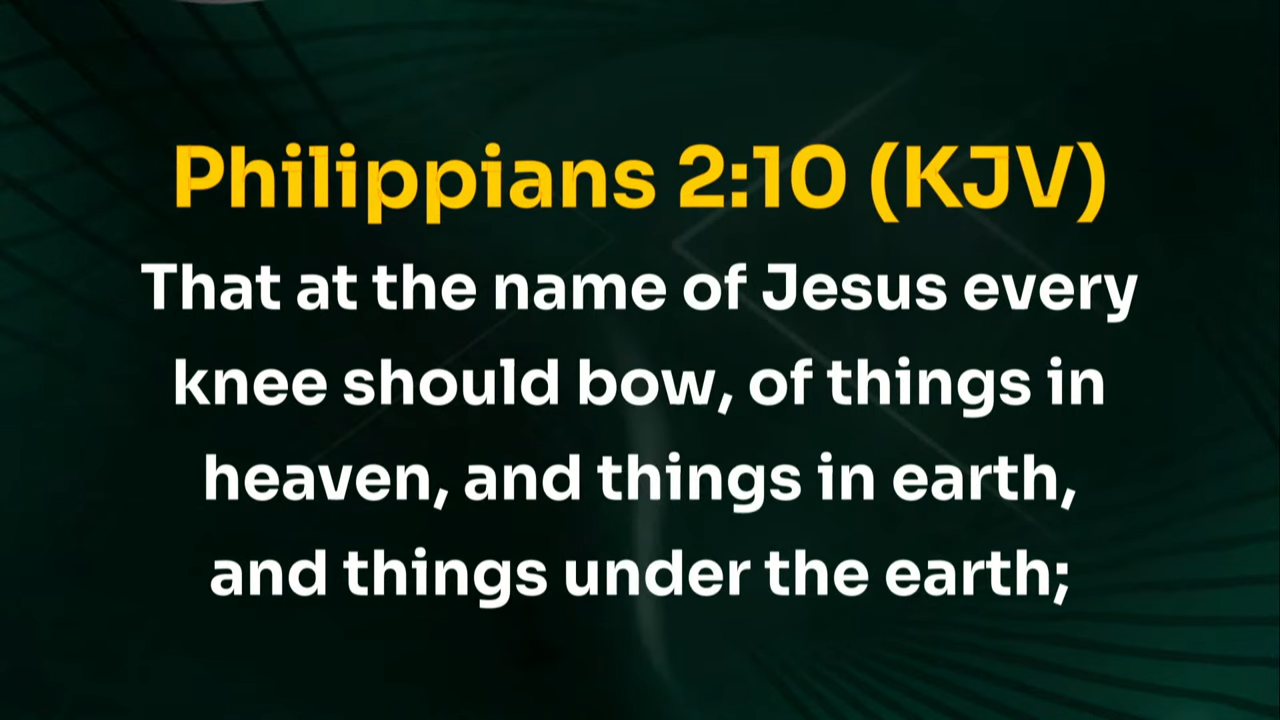 Philippians 2:10 (KJV)
That at the name of Jesus every
knee should bow, of things in
heaven, and things in earth,
and things under the earth;